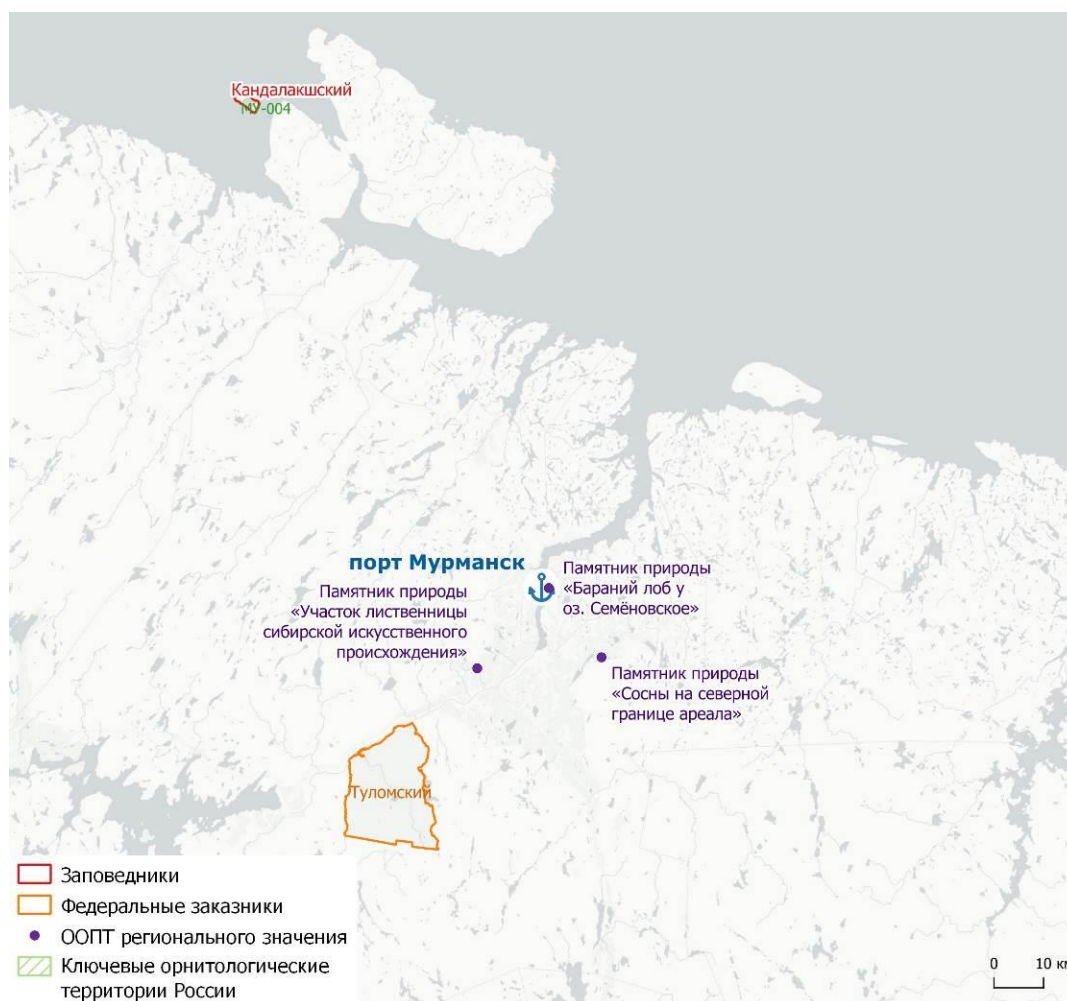 Кандалакшский
МУ-004
порт Мурманск
Памятник природы
«Бараний лоб у
оз. Семёновское»
Памятник природы
«Участок лиственницы
сибирской искусственного
происхождения»
Памятник природы
«Сосны на северной
границе ареала»
Туломский
Заповедники
Федеральные заказники
ООПТ регионального значения
Ключевые орнитологические
территории России
0 10 км